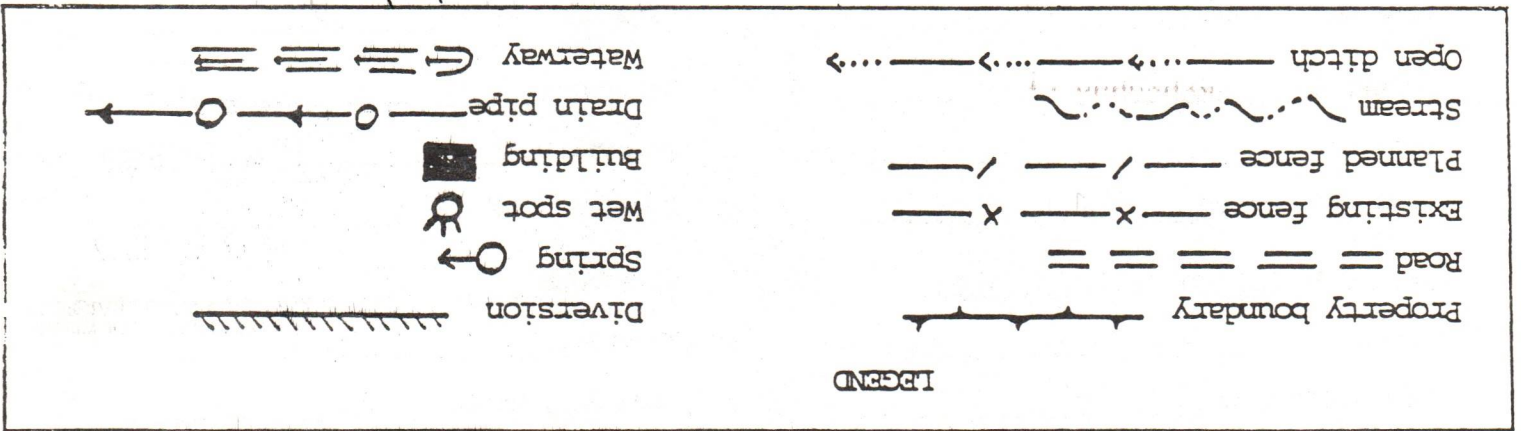 LEGEND
Property boundary
Road
Existing fence
Planned fence
Stream
Open ditch
Diversion
Spring
Wet spot
Building
Drain pipe
Waterway